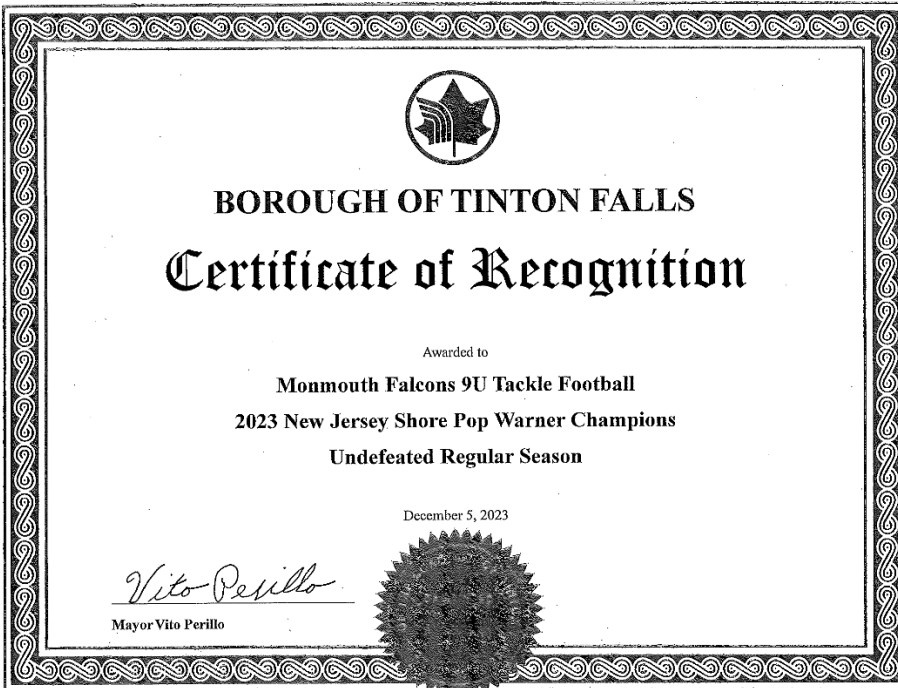 BOROUGH OF TINTON FALLS
Certificate of Recognition
Awarded to
Monmouth Falcons 9U Tackle Football
2023 New Jersey Shore Pop Warner Champions
Undefeated Regular Season
December 5, 2023
Vito Perillo
Mayor Vito Perillo